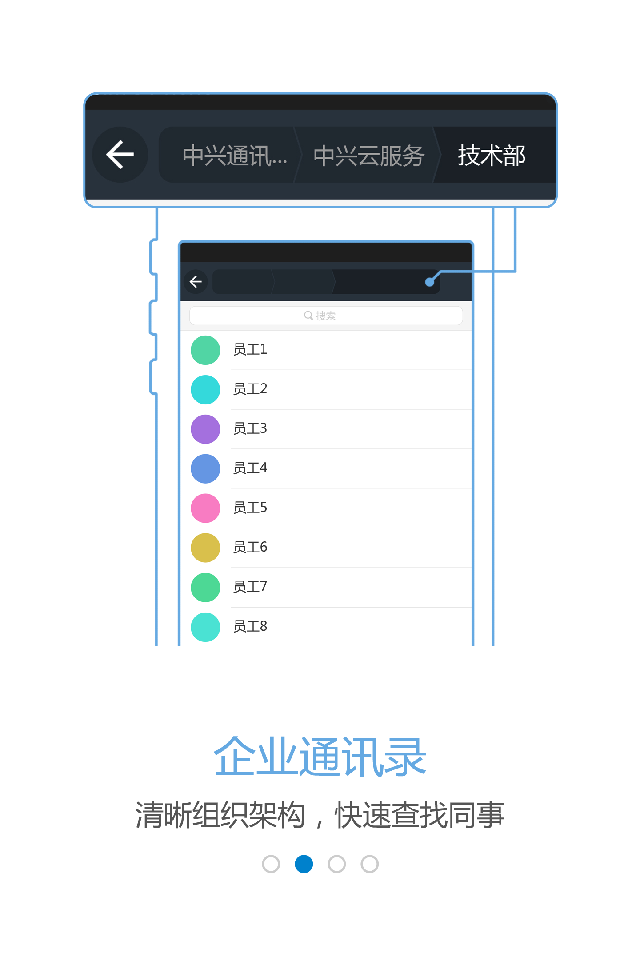 中兴通讯... 中兴云服务 技术部
搜索
员工1
员工2
员工3
员工4
员工5
员工6
员工7
员工8
企业通讯录
清晰组织架构，快速查找同事